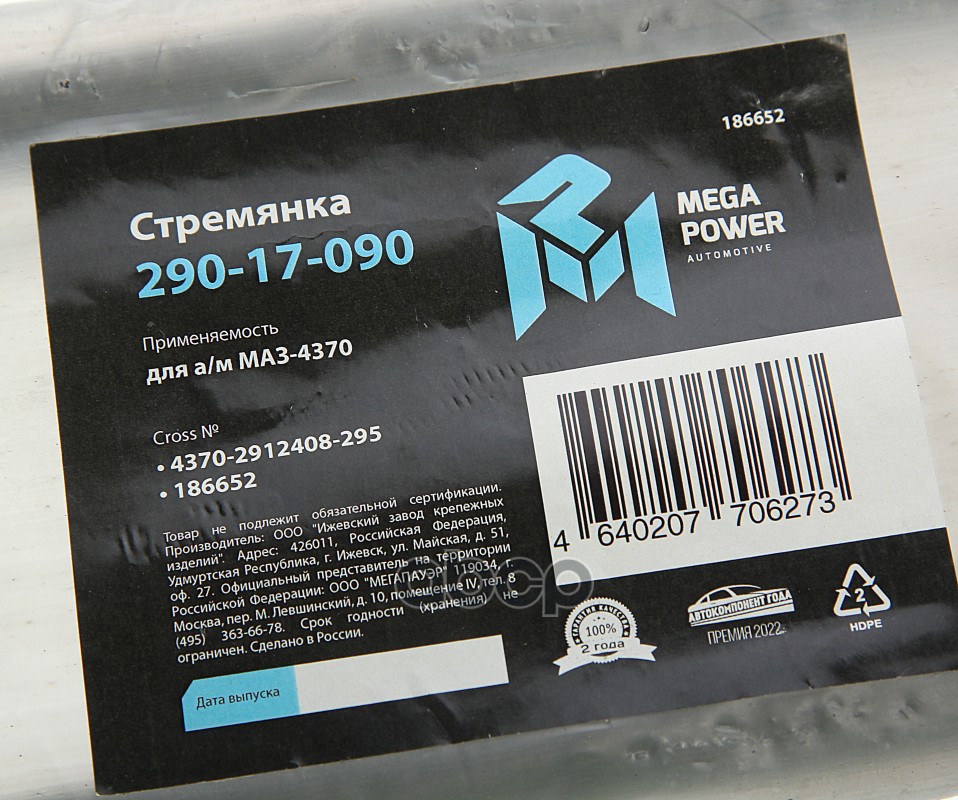 186652
Стремянка
290-17-090
MEGA
POWER
AUTOMOTIVE
Применяемость
для а/м МАЗ-4370
Cross №
• 4370-2912408-295
• 186652
Товар не подлежит обязательной сертификации.
Производитель: ООО "Ижевский завод крепежных
изделий". Адрес: 426011, Российская Федерация,
Удмуртская Республика, г. Ижевск, ул. Майская, д. 51,
оф. 27. Официальный представитель на территории
Российской Федерации: ООО "МЕГАПАУЭР" 119034, г.
Москва, пер. М. Левшинский, д. 10, помещение IV, тел. 8
(495) 363-66-78. Срок годности (хранения) не
ограничен. Сделано в России.
Дата выпуска
4 640207 706273
ГАРАНТИЯ КАЧЕСТВА
100%
2 года
АВТОКОМПОНЕНТ ГОДА
ПРЕМИЯ 2022
2
HDPE